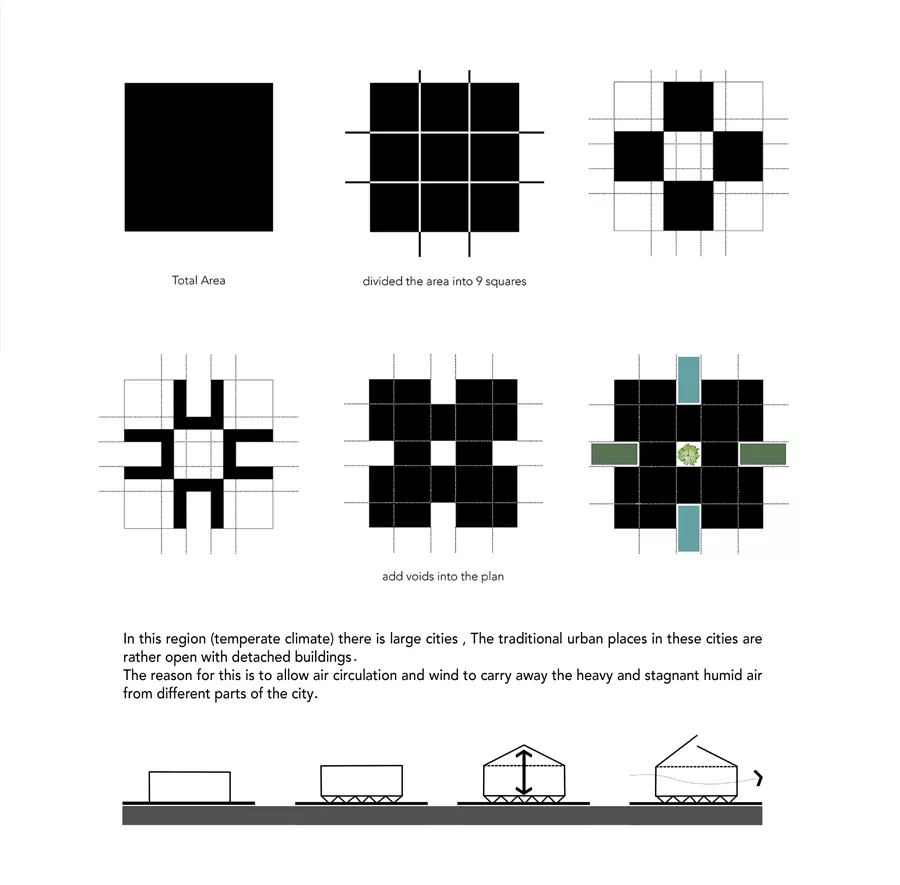 Total Area
divided the area into 9 squares
add voids into the plan
In this region (temperate climate) there is large cities , The traditional urban places in these cities are
rather open with detached buildings.
The reason for this is to allow air circulation and wind to carry away the heavy and stagnant humid air
from different parts of the city.